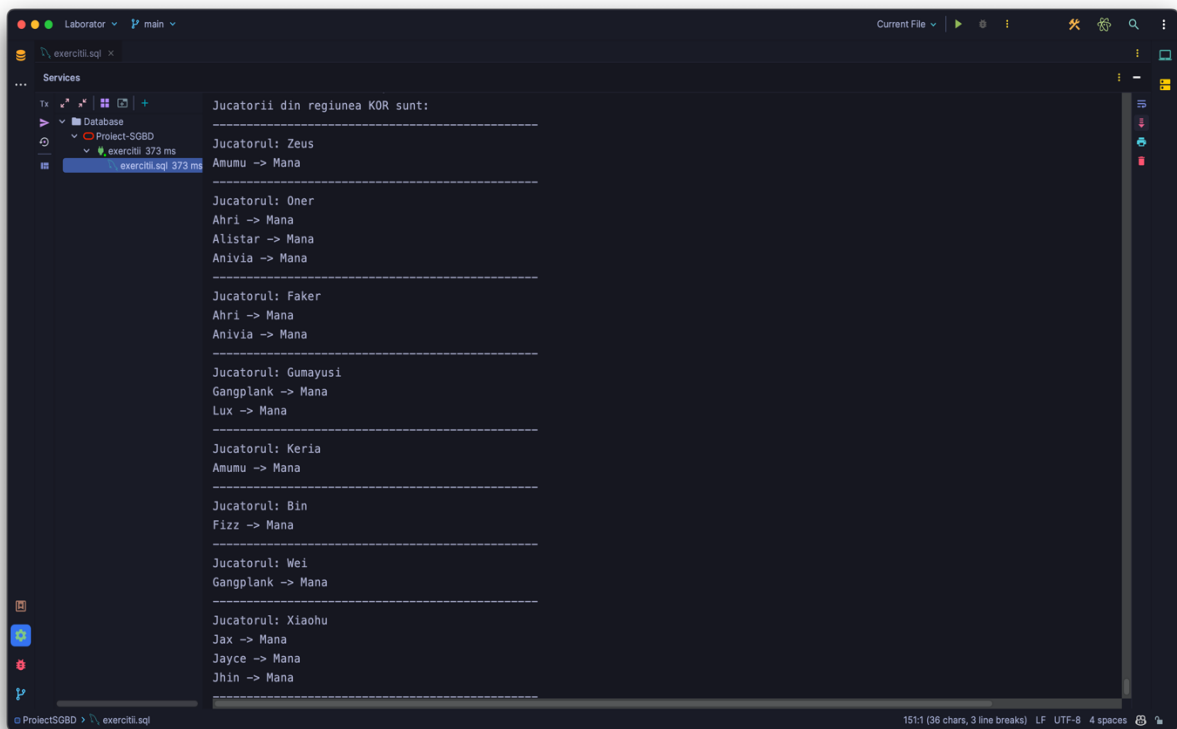 Laborator main Current File
exercitii.sql
Services
Tx
Database
Proiect-SGBD
exercitii 373 ms
exercitii.sql 373 ms
Jucatorii din regiunea KOR sunt:
------------------------------------------------
Jucatorul: Zeus
Amumu -> Mana
------------------------------------------------
Jucatorul: Oner
Ahri -> Mana
Alistar -> Mana
Anivia -> Mana
------------------------------------------------
Jucatorul: Faker
Ahri -> Mana
Anivia -> Mana
------------------------------------------------
Jucatorul: Gumayusi
Gangplank -> Mana
Lux -> Mana
------------------------------------------------
Jucatorul: Keria
Amumu -> Mana
------------------------------------------------
Jucatorul: Bin
Fizz -> Mana
------------------------------------------------
Jucatorul: Wei
Gangplank -> Mana
------------------------------------------------
Jucatorul: Xiaohu
Jax -> Mana
Jayce -> Mana
Jhin -> Mana
------------------------------------------------
ProiectSGBD > exercitii.sql 151:1 (36 chars, 3 line breaks) LF UTF-8 4 spaces